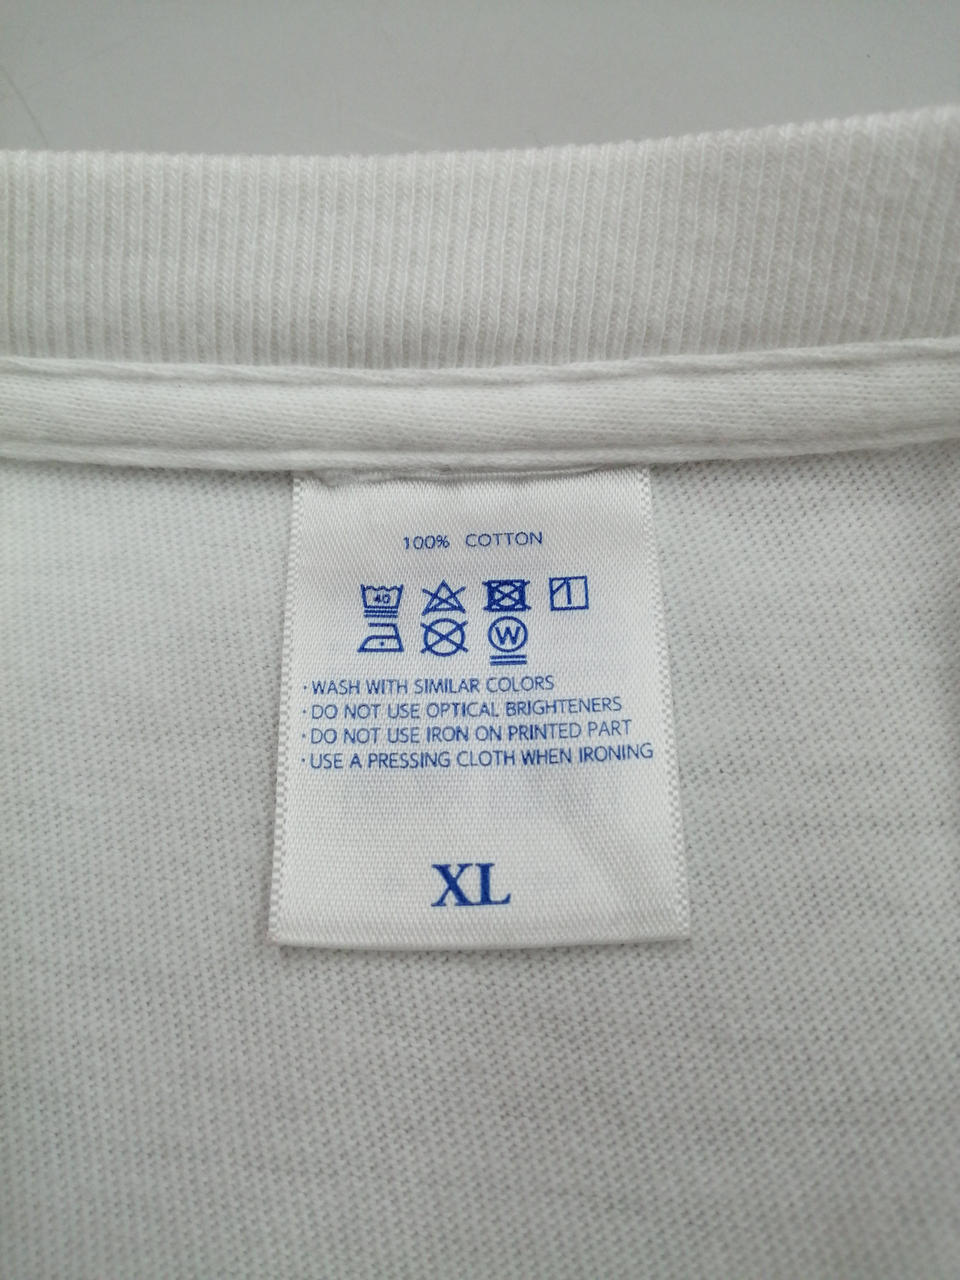 100% COTTON
40
W
· WASH WITH SIMILAR COLORS
· DO NOT USE OPTICAL BRIGHTENERS
· DO NOT USE IRON ON PRINTED PART
· USE A PRESSING CLOTH WHEN IRONING
XL